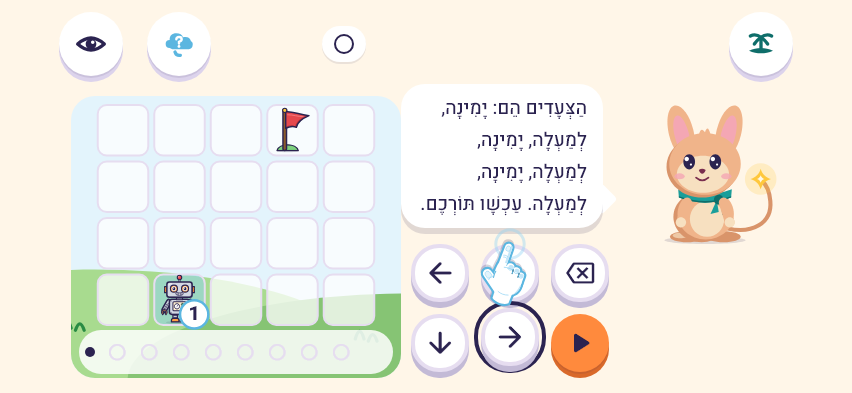 הַצְּעָדִים הֵם: יָמִינָה,
לְמַעְלָה, יָמִינָה,
לְמַעְלָה, יָמִינָה,
לְמַעְלָה. עַכְשָׁו תּוֹרְכֶם.
1
?